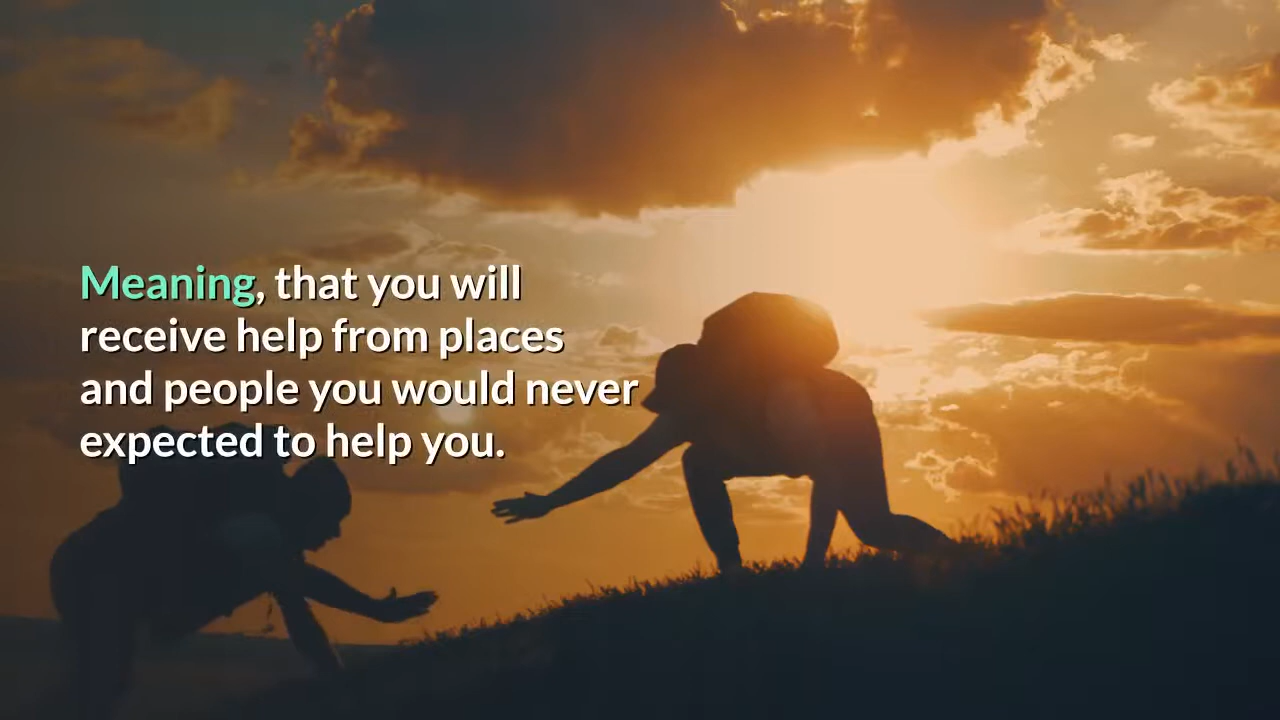 Meaning, that you will
receive help from places
and people you would never
expected to help you.